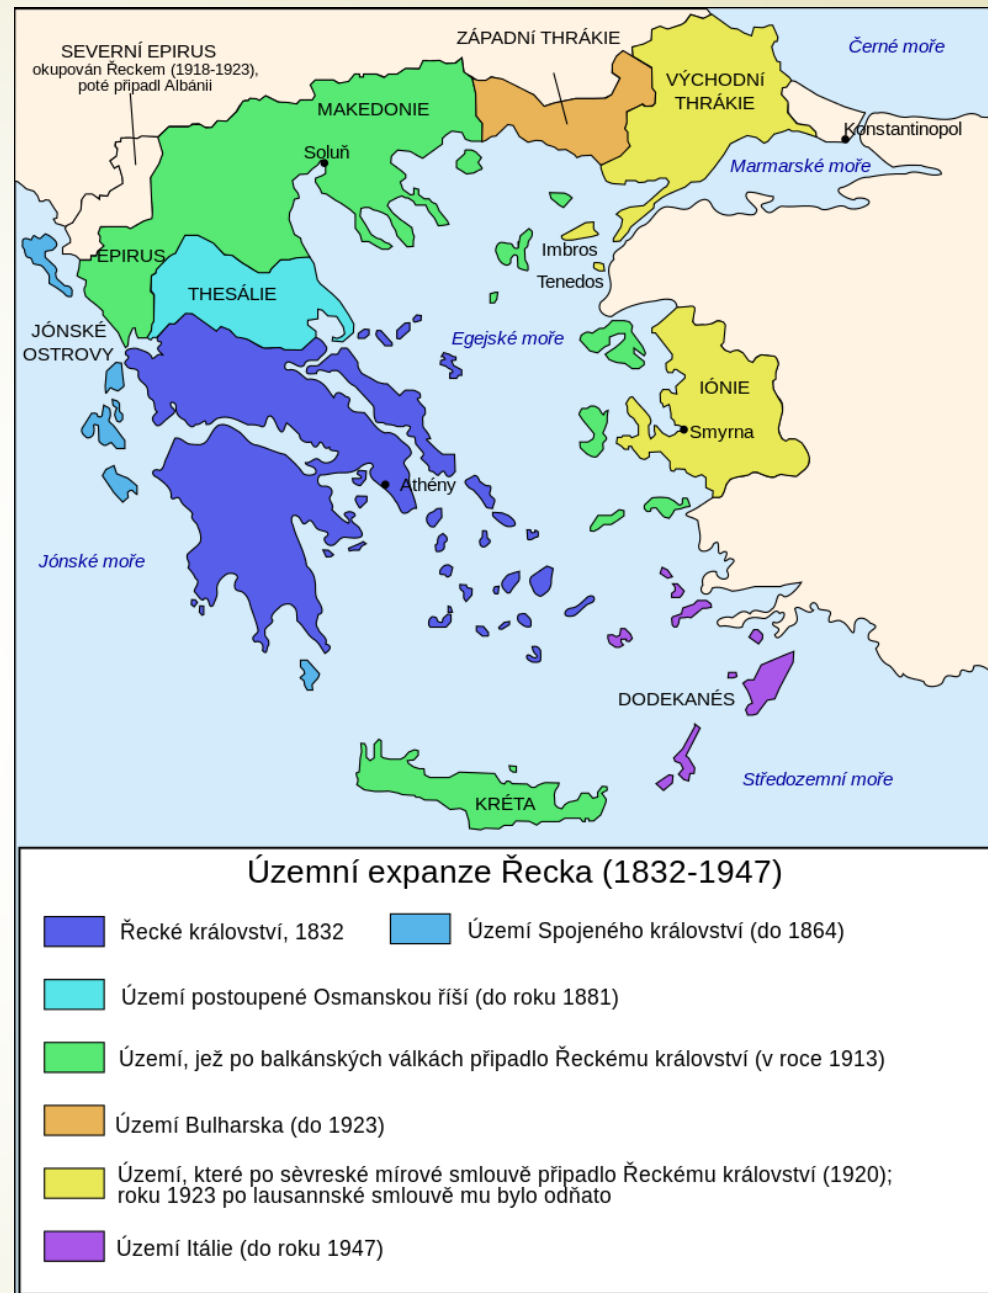 SEVERNÍ EPIRUS
okupován Řeckem (1918-1923),
poté připadl Albánii
ZÁPADNÍ THRÁKIE
Černé moře
VÝCHODNí
THRÁKIE
MAKEDONIE
Konstantinopol
Soluň
Marmarské moře
EPIRUS
Imbros
Tenedos
THESÁLIE
JÓNSKÉ
OSTROVY
Egejské moře
IÓNIE
Smyrna
Athény
Jónské moře
DODEKANÉS
Středozemní moře
KRÉTA
Územní expanze Řecka (1832-1947)
Řecké království, 1832
Území Spojeného království (do 1864)
Území postoupené Osmanskou říší (do roku 1881)
Území, jež po balkánských válkách připadlo Řeckému království (v roce 1913)
Území Bulharska (do 1923)
Území, které po sèvreské mírové smlouvě připadlo Řeckému království (1920);
roku 1923 po lausannské smlouvě mu bylo odňato
Území Itálie (do roku 1947)